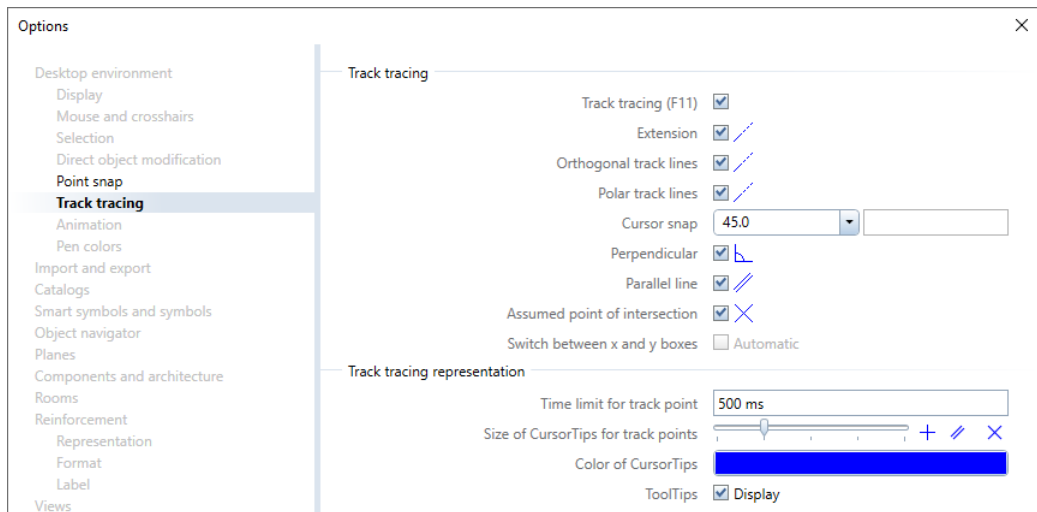 Options
Desktop environment
Display
Mouse and crosshairs
Selection
Direct object modification
Point snap
Track tracing
Animation
Pen colors
Import and export
Catalogs
Smart symbols and symbols
Object navigator
Planes
Components and architecture
Rooms
Reinforcement
Representation
Format
Label
Views
Track tracing
Track tracing (F11)
Extension
Orthogonal track lines
Polar track lines
Cursor snap 45.0
Perpendicular
Parallel line
Assumed point of intersection
Switch between x and y boxes Automatic
Track tracing representation
Time limit for track point 500 ms
Size of CursorTips for track points
Color of CursorTips
ToolTips Display